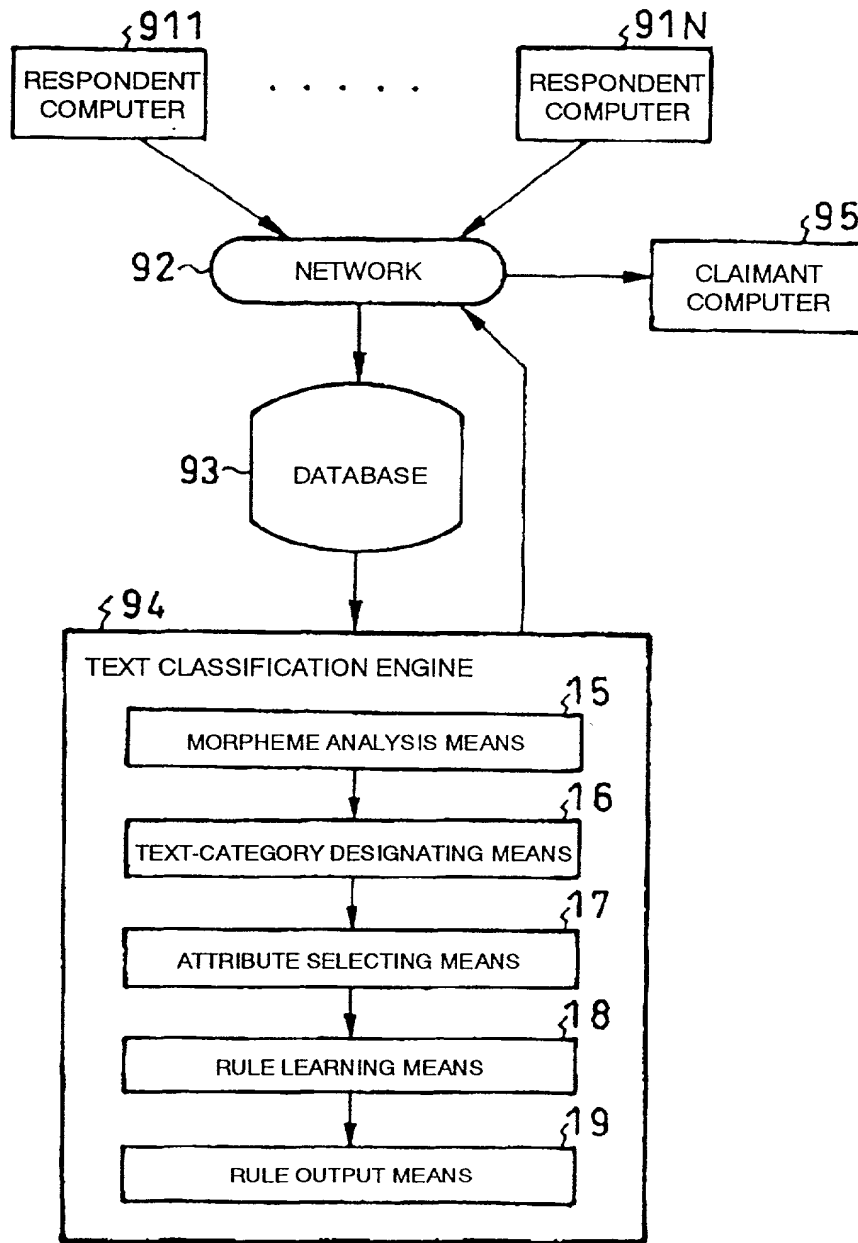 911
RESPONDENT
COMPUTER
. . . . .
91N
RESPONDENT
COMPUTER
92
NETWORK
95
CLAIMANT
COMPUTER
93
DATABASE
94
TEXT CLASSIFICATION ENGINE
15
MORPHEME ANALYSIS MEANS
16
TEXT-CATEGORY DESIGNATING MEANS
17
ATTRIBUTE SELECTING MEANS
18
RULE LEARNING MEANS
19
RULE OUTPUT MEANS